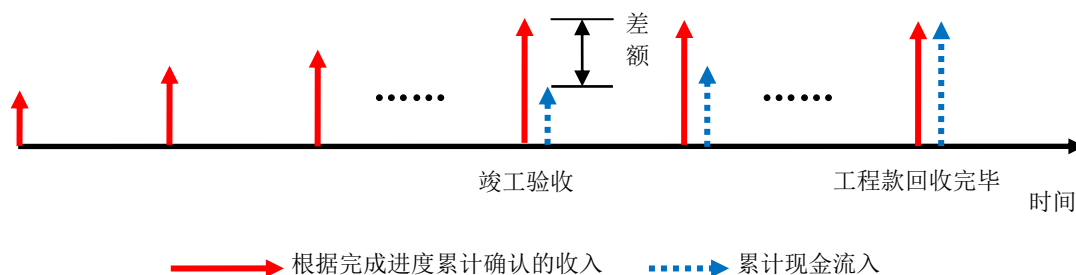 差
额
竣工验收
工程款回收完毕
时间
根据完成进度累计确认的收入
累计现金流入